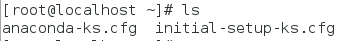 [root@localhost ~]# ls
anaconda-ks.cfg  initial-setup-ks.cfg